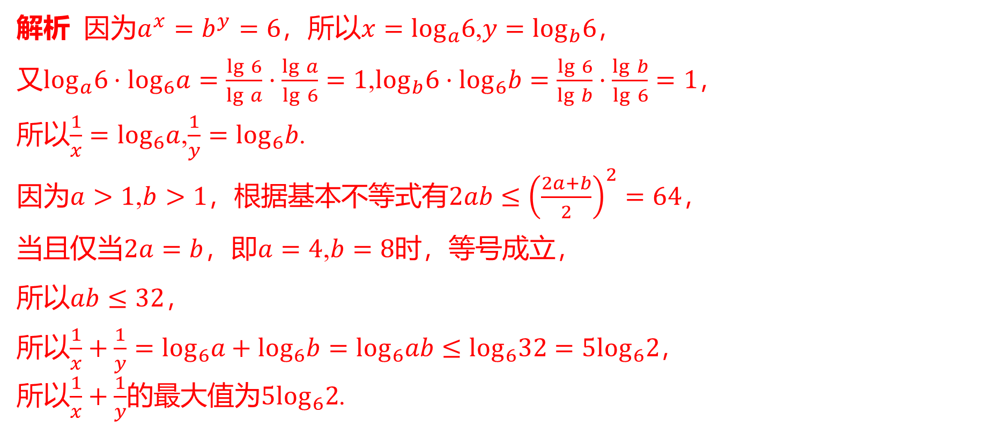 解析 因为$a^x=b^y=6$，所以$x=\log_a 6,y=\log_b 6$，
又$\log_a 6\cdot\log_6 a=\frac{\lg 6}{\lg a}\cdot\frac{\lg a}{\lg 6}=1,\log_b 6\cdot\log_6 b=\frac{\lg 6}{\lg b}\cdot\frac{\lg b}{\lg 6}=1$，
所以$\frac{1}{x}=\log_6 a,\frac{1}{y}=\log_6 b$.
因为$a>1,b>1$，根据基本不等式有$2ab\leq\left(\frac{2a+b}{2}\right)^2=64$，
当且仅当$2a=b$，即$a=4,b=8$时，等号成立，
所以$ab\leq 32$，
所以$\frac{1}{x}+\frac{1}{y}=\log_6 a+\log_6 b=\log_6 ab\leq\log_6 32=5\log_6 2$，
所以$\frac{1}{x}+\frac{1}{y}$的最大值为$5\log_6 2$.